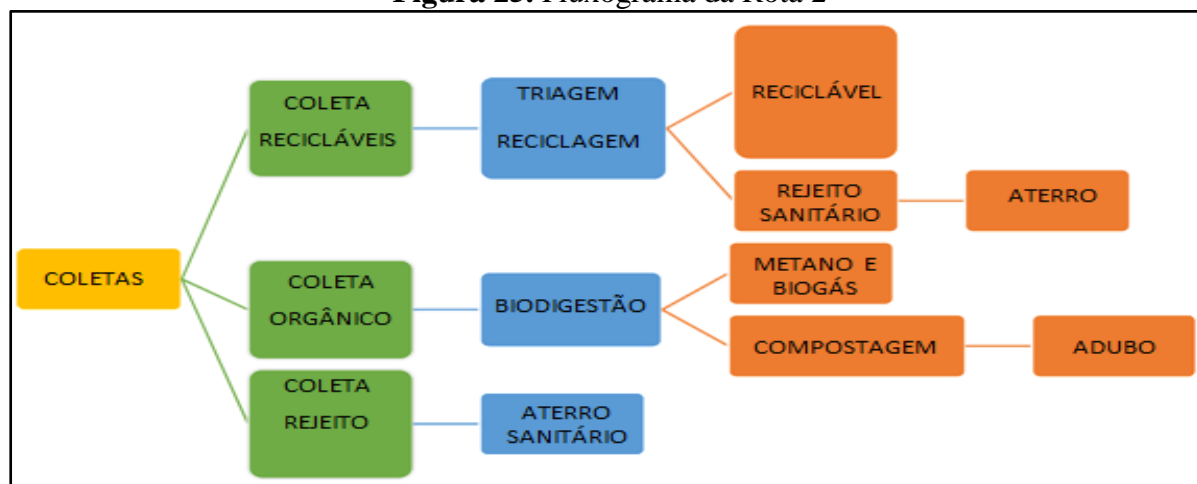 Figura 25. Fluxograma da Rota 2
COLETAS
COLETA
RECICLÁVEIS
TRIAGEM
RECICLAGEM
RECICLÁVEL
REJEITO
SANITÁRIO
ATERRO
COLETA
ORGÂNICO
BIODIGESTÃO
METANO E
BIOGÁS
COMPOSTAGEM
ADUBO
COLETA
REJEITO
ATERRO
SANITÁRIO